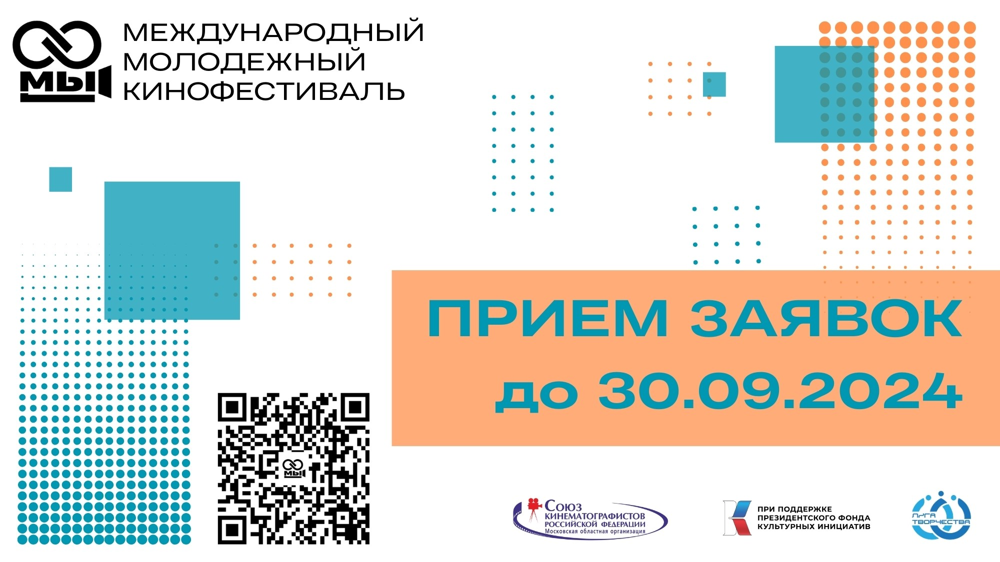 МЫ
МЕЖДУНАРОДНЫЙ
МОЛОДЕЖНЫЙ
КИНОФЕСТИВАЛЬ
ПРИЕМ ЗАЯВОК
до 30.09.2024
МЫ
СОЮЗ
КИНЕМАТОГРАФИСТОВ
РОССИЙСКОЙ ФЕДЕРАЦИИ
Московская областная организация
ПРИ ПОДДЕРЖКЕ
ПРЕЗИДЕНТСКОГО ФОНДА
КУЛЬТУРНЫХ ИНИЦИАТИВ
ЛИГА
ТВОРЧЕСТВА